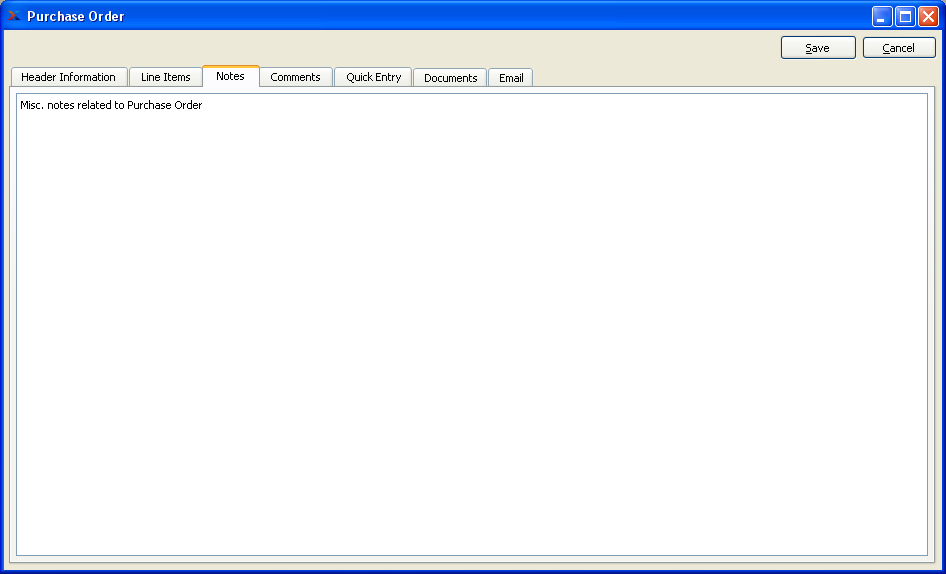 Purchase Order
Save Cancel
Header Information Line Items Notes Comments Quick Entry Documents Email
Misc. notes related to Purchase Order